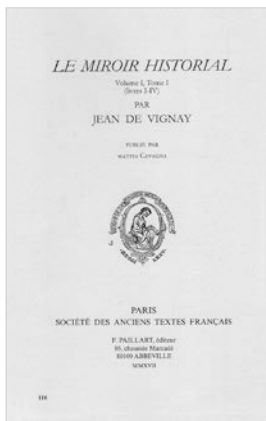 LE MIROIR HISTORIAL
Volume I, Tome I
(livres I-IV)
PAR
JEAN DE VIGNAY
PUBLIÉ PAR
MATTIA CAVAGNA
PARIS
SOCIÉTÉ DES ANCIENS TEXTES FRANÇAIS
F. PAILLART, éditeur
86, chaussée Marcadé
80100 ABBEVILLE
MMXVII